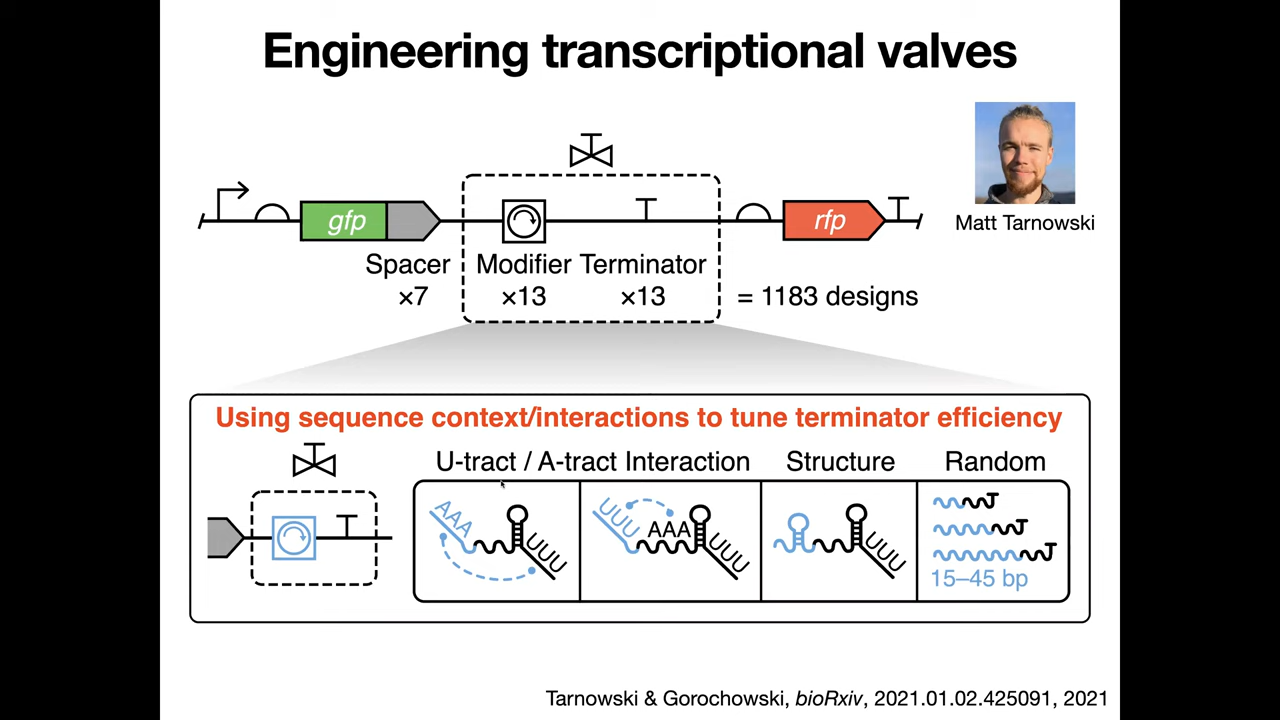 Engineering transcriptional valves
gfp
rfp
Matt Tarnowski
Spacer Modifier Terminator
×7 ×13 ×13 = 1183 designs
Using sequence context/interactions to tune terminator efficiency
U-tract / A-tract Interaction Structure Random
AAA UUU
UUU AAA UUU
UUU
15–45 bp
Tarnowski & Gorochowski, bioRxiv, 2021.01.02.425091, 2021